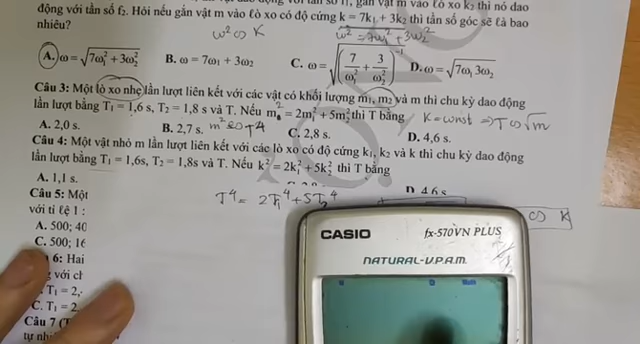 động với tần số f₂. Hỏi nếu gắn vật m vào lò xo có độ cứng k = 7k₁ + 3k₂ thì tần số góc sẽ là bao
nhiêu?
ω² ∞ K
ω² = 7ω₁² + 3ω₂²
A. ω = √(7ω₁² + 3ω₂²) B. ω = 7ω₁ + 3ω₂ C. ω = √(7/ω₁² + 3/ω₂²)⁻¹ D. ω = √(7ω₁3ω₂)
Câu 3: Một lò xo nhẹ lần lượt liên kết với các vật có khối lượng m₁, m₂ và m thì chu kỳ dao động
lần lượt bằng T₁ = 1,6 s, T₂ = 1,8 s và T. Nếu m² = 2m₁² + 5m₂² thì T bằng
K = const ⇒ T ∞ √m
A. 2,0 s. B. 2,7 s. C. 2,8 s. D. 4,6 s.
m² ∞ T⁴
Câu 4: Một vật nhỏ m lần lượt liên kết với các lò xo có độ cứng k₁, k₂ và k thì chu kỳ dao động
lần lượt bằng T₁ = 1,6s, T₂ = 1,8s và T. Nếu k² = 2k₁² + 5k₂² thì T bằng
A. 1,1 s. D. 4,6 s
T⁴ = 2T₁⁴ + 5T₂⁴
Câu 5: Một
với tỉ lệ 1 :
∞ K
A. 500; 40
C. 500; 16
6: Hai
g với ch
T₁ = 2,
C. T₁ = 2
Câu 7
tự nhi
CASIO fx-570VN PLUS
NATURAL-V.P.A.M.